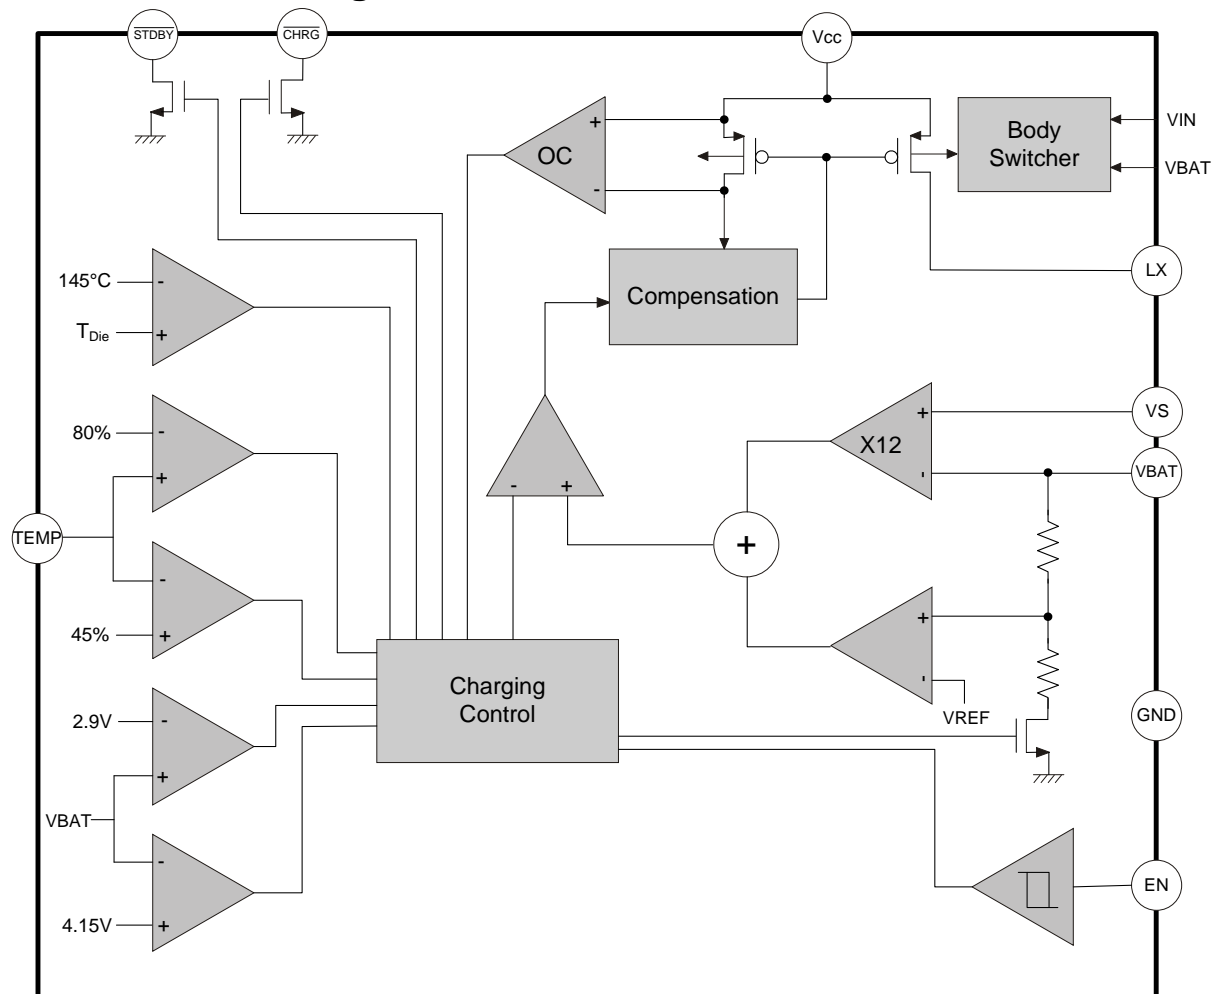 STDBY
CHRG
Vcc
OC
+
-
Body
Switcher
VIN
VBAT
LX
Compensation
145°C
-
TDie
+
80%
-
+
TEMP
-
45%
+
-
+
X12
+
-
VS
VBAT
+
+
-
VREF
GND
Charging
Control
2.9V
-
+
VBAT
-
4.15V
+
EN